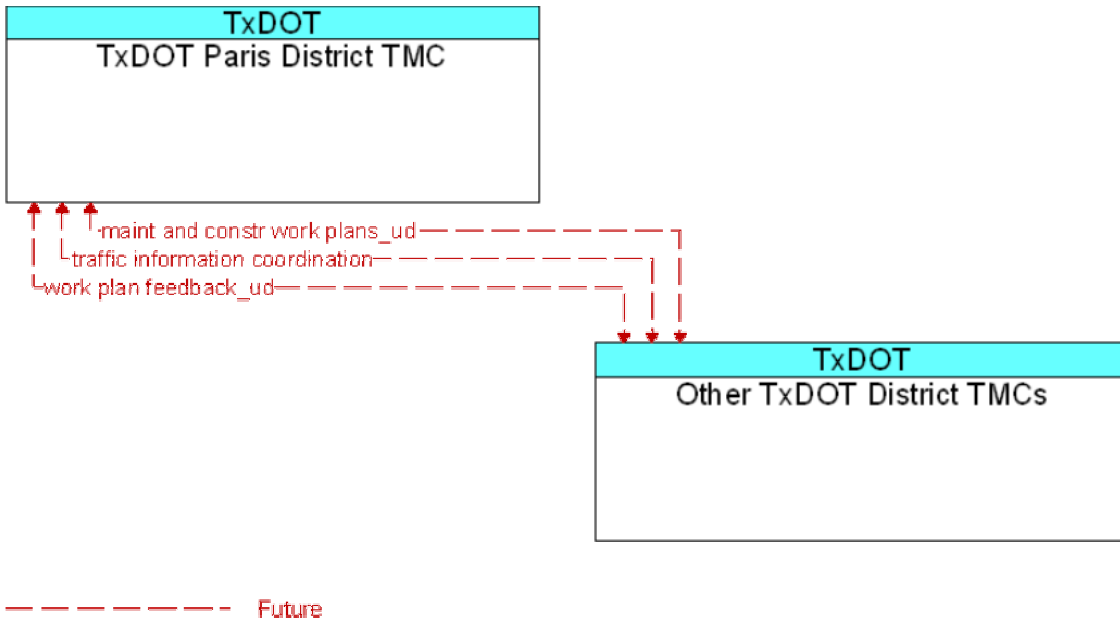 TxDOT
TxDOT Paris District TMC
maint and constr work plans_ud
traffic information coordination
work plan feedback_ud
TxDOT
Other TxDOT District TMCs
Future